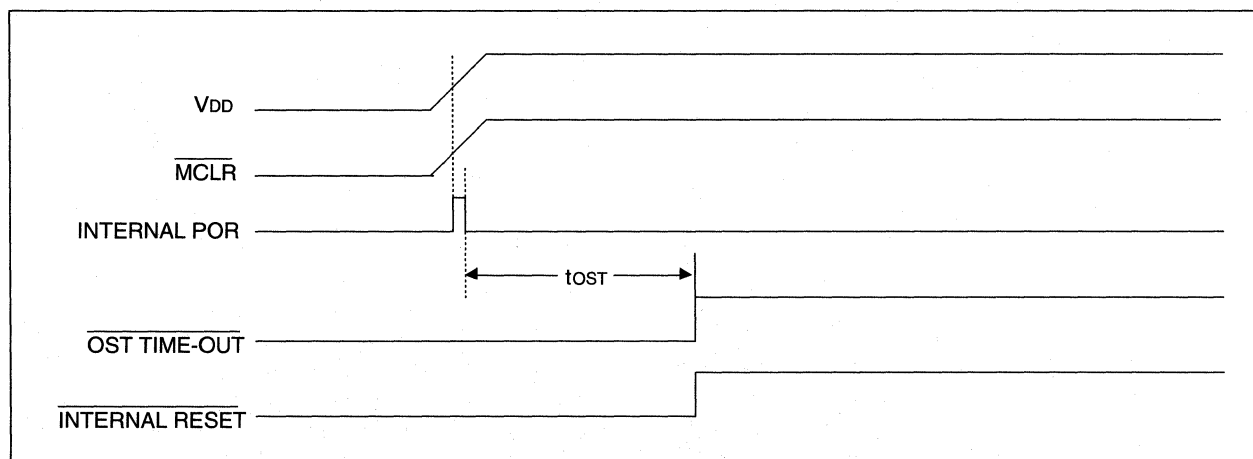 VDD
MCLR
INTERNAL POR
tOST
OST TIME-OUT
INTERNAL RESET